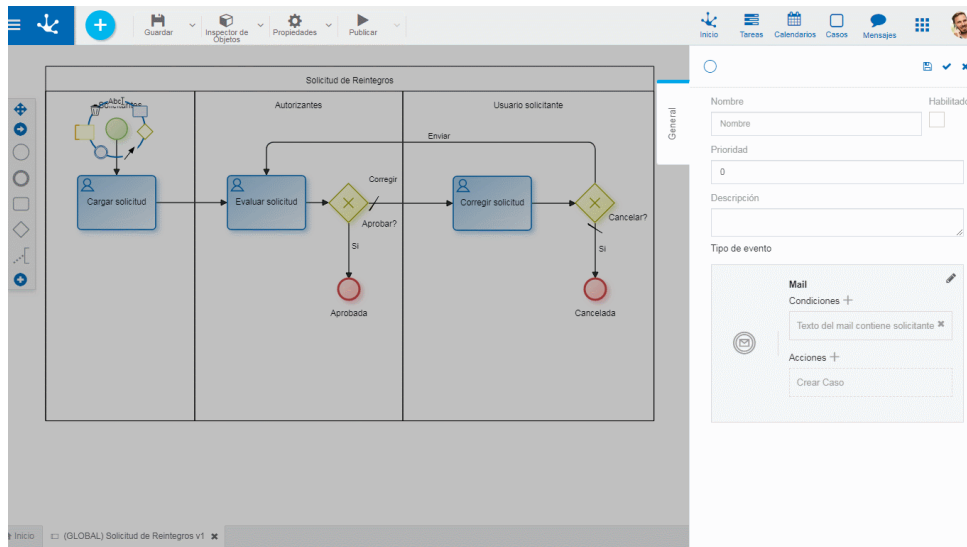 Guardar
Inspector de
Objetos
Propiedades
Publicar
Inicio
Tareas
Calendarios
Casos
Mensajes
Solicitud de Reintegros
Abc
Autorizantes
Usuario solicitante
Enviar
Cargar solicitud
Evaluar solicitud
Corregir
Aprobar?
Si
Aprobada
Corregir solicitud
Cancelar?
Si
Cancelada
General
Nombre
Habilitado
Nombre
Prioridad
0
Descripción
Tipo de evento
Mail
Condiciones
Texto del mail contiene solicitante
Acciones
Crear Caso
Inicio
(GLOBAL) Solicitud de Reintegros v1